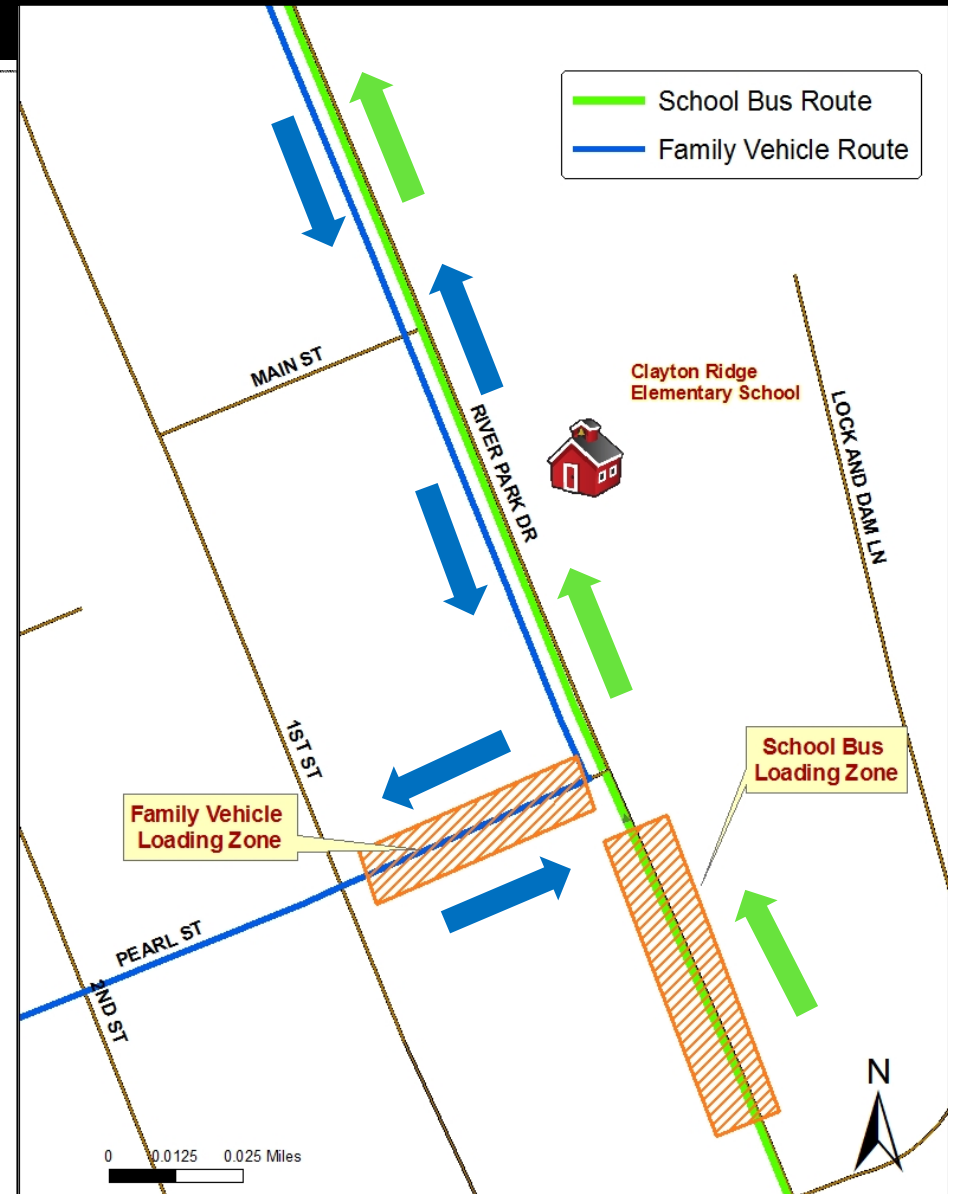 School Bus Route
Family Vehicle Route
MAIN ST
Clayton Ridge
Elementary School
RIVER PARK DR
LOCK AND DAM LN
1ST ST
School Bus
Loading Zone
Family Vehicle
Loading Zone
PEARL ST
2ND ST
N
0 0.0125 0.025 Miles